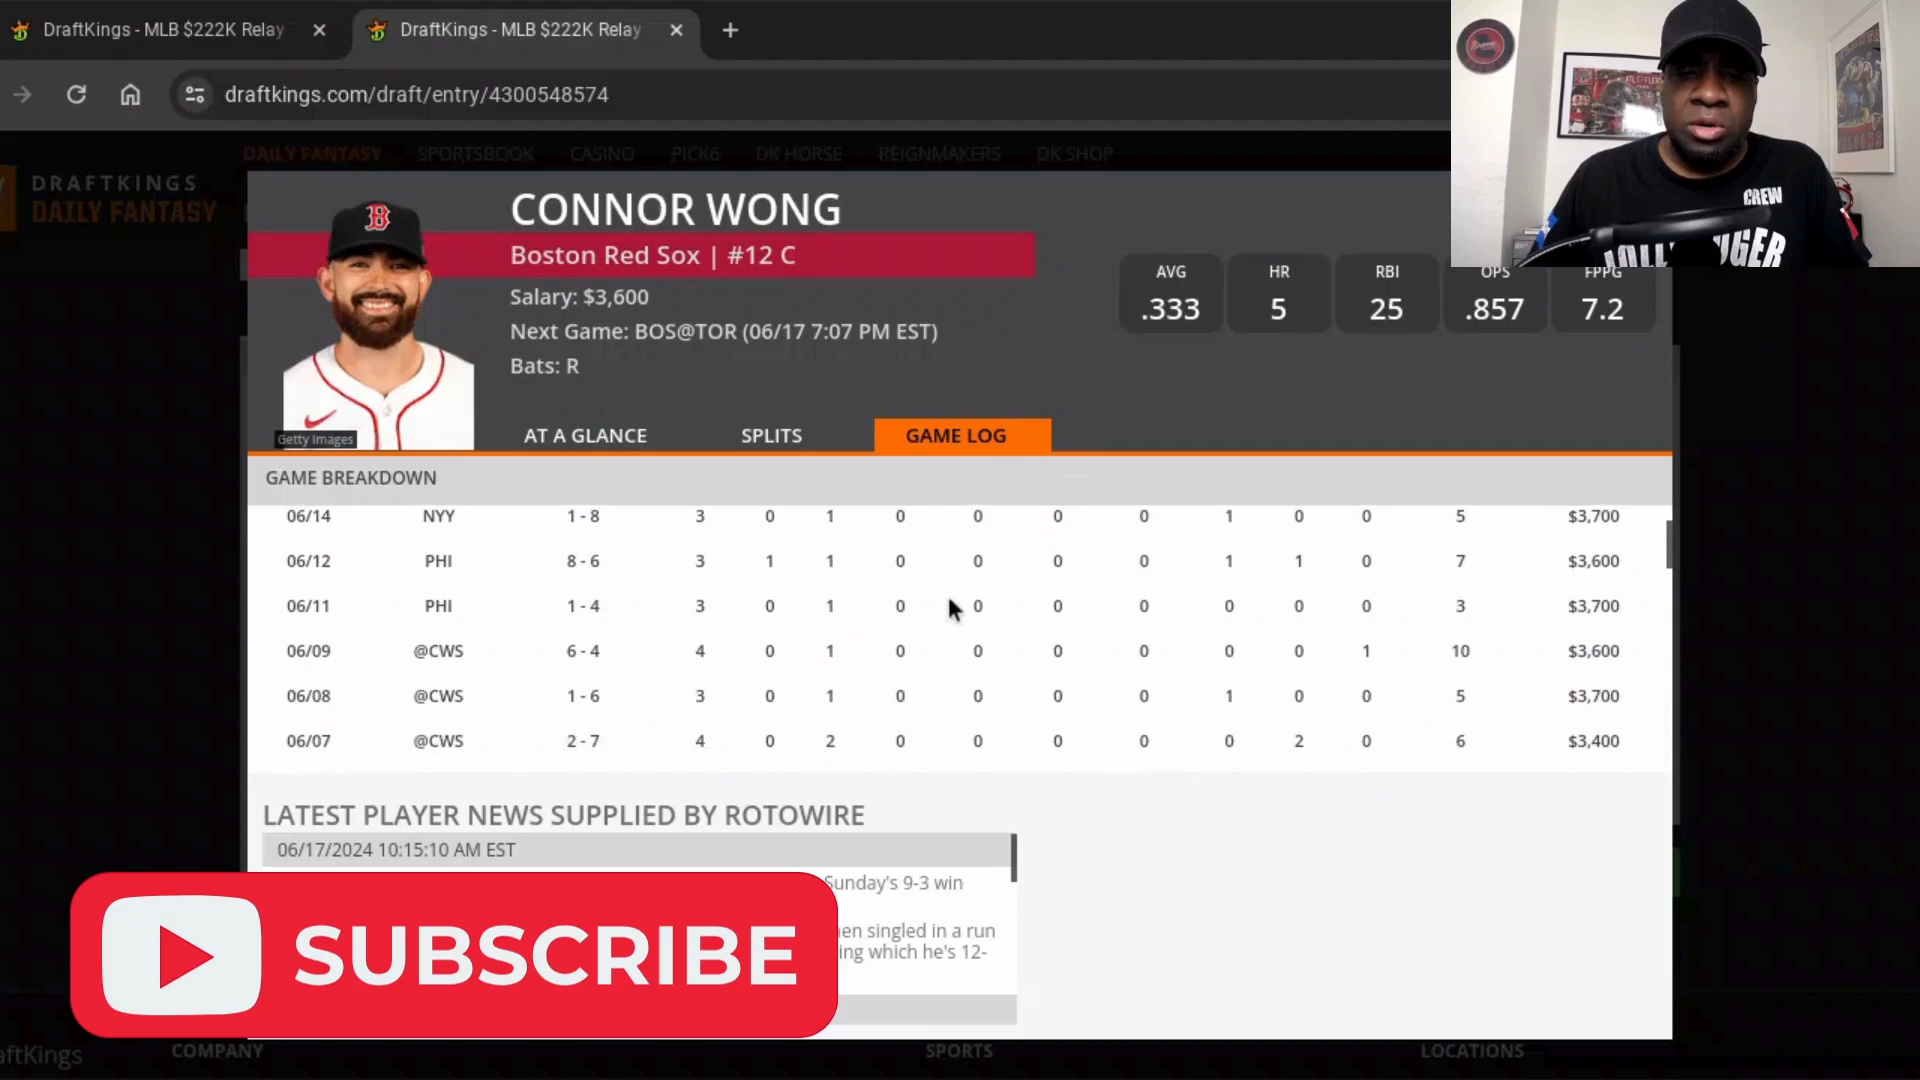 DraftKings - MLB $222K Relay
DraftKings - MLB $222K Relay
draftkings.com/draft/entry/4300548574
DAILY FANTASY SPORTSBOOK CASINO PICK6 DK HORSE REIGNMAKERS DK SHOP
DRAFTKINGS
DAILY FANTASY
CREW
CONNOR WONG
Boston Red Sox | #12 C
Salary: $3,600
Next Game: BOS@TOR (06/17 7:07 PM EST)
Bats: R
AVG HR RBI OPS FPPG
.333 5 25 .857 7.2
B
Getty Images
AT A GLANCE SPLITS GAME LOG
GAME BREAKDOWN
06/14 NYY 1 - 8 3 0 1 0 0 0 0 1 0 0 5 $3,700
06/12 PHI 8 - 6 3 1 1 0 0 0 0 1 1 0 7 $3,600
06/11 PHI 1 - 4 3 0 1 0 0 0 0 0 0 0 3 $3,700
06/09 @CWS 6 - 4 4 0 1 0 0 0 0 0 0 1 10 $3,600
06/08 @CWS 1 - 6 3 0 1 0 0 0 0 1 0 0 5 $3,700
06/07 @CWS 2 - 7 4 0 2 0 0 0 0 0 2 0 6 $3,400
LATEST PLAYER NEWS SUPPLIED BY ROTOWIRE
06/17/2024 10:15:10 AM EST
Sunday's 9-3 win
singled in a run
which he's 12-
SUBSCRIBE
COMPANY SPORTS LOCATIONS